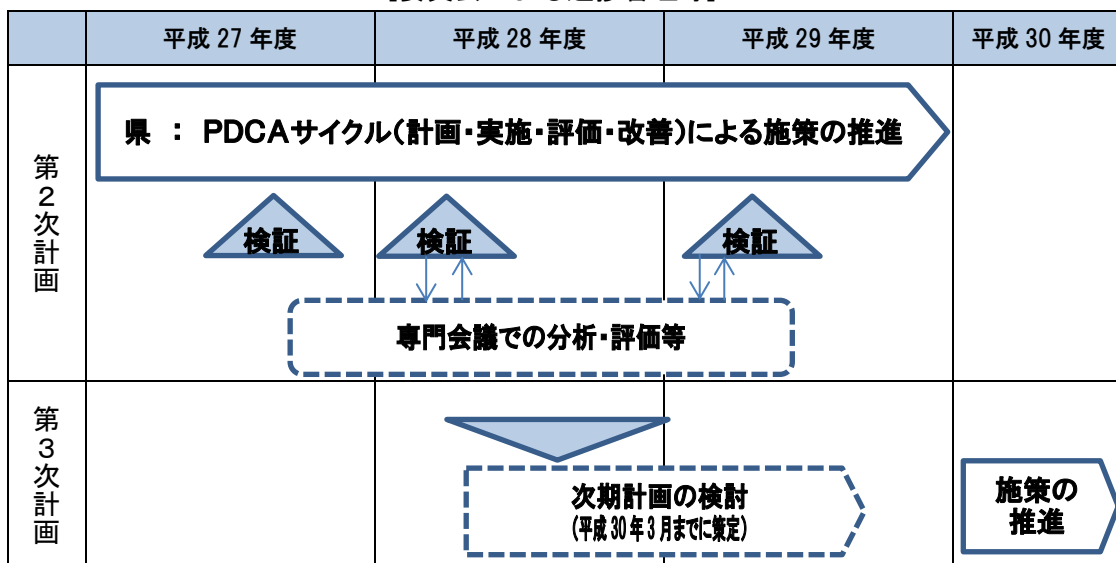 平成 27 年度
平成 28 年度
平成 29 年度
平成 30 年度
第2次計画
県 : PDCAサイクル(計画・実施・評価・改善)による施策の推進
検証
検証
検証
専門会議での分析・評価等
第3次計画
次期計画の検討
(平成 30 年 3 月までに策定)
施策の
推進